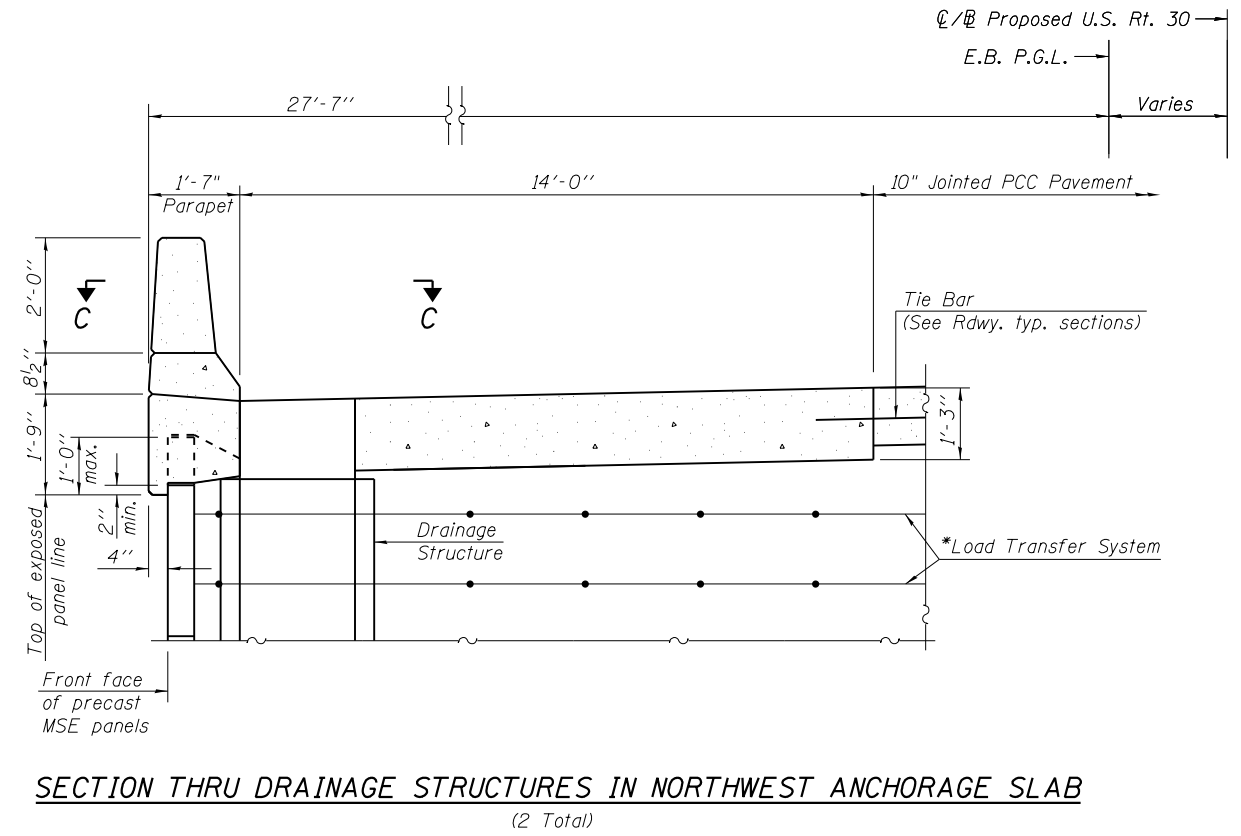 ℄/B̲L Proposed U.S. Rt. 30
E.B. P.G.L.
27'-7"
Varies
1'-7"
Parapet
14'-0"
10" Jointed PCC Pavement
2'-0"
8½"
1'-9"
1'-0"
max.
2"
min.
4"
C
C
Tie Bar
(See Rdwy. typ. sections)
1'-3"
Drainage
Structure
*Load Transfer System
Top of exposed
panel line
Front face
of precast
MSE panels
SECTION THRU DRAINAGE STRUCTURES IN NORTHWEST ANCHORAGE SLAB
(2 Total)